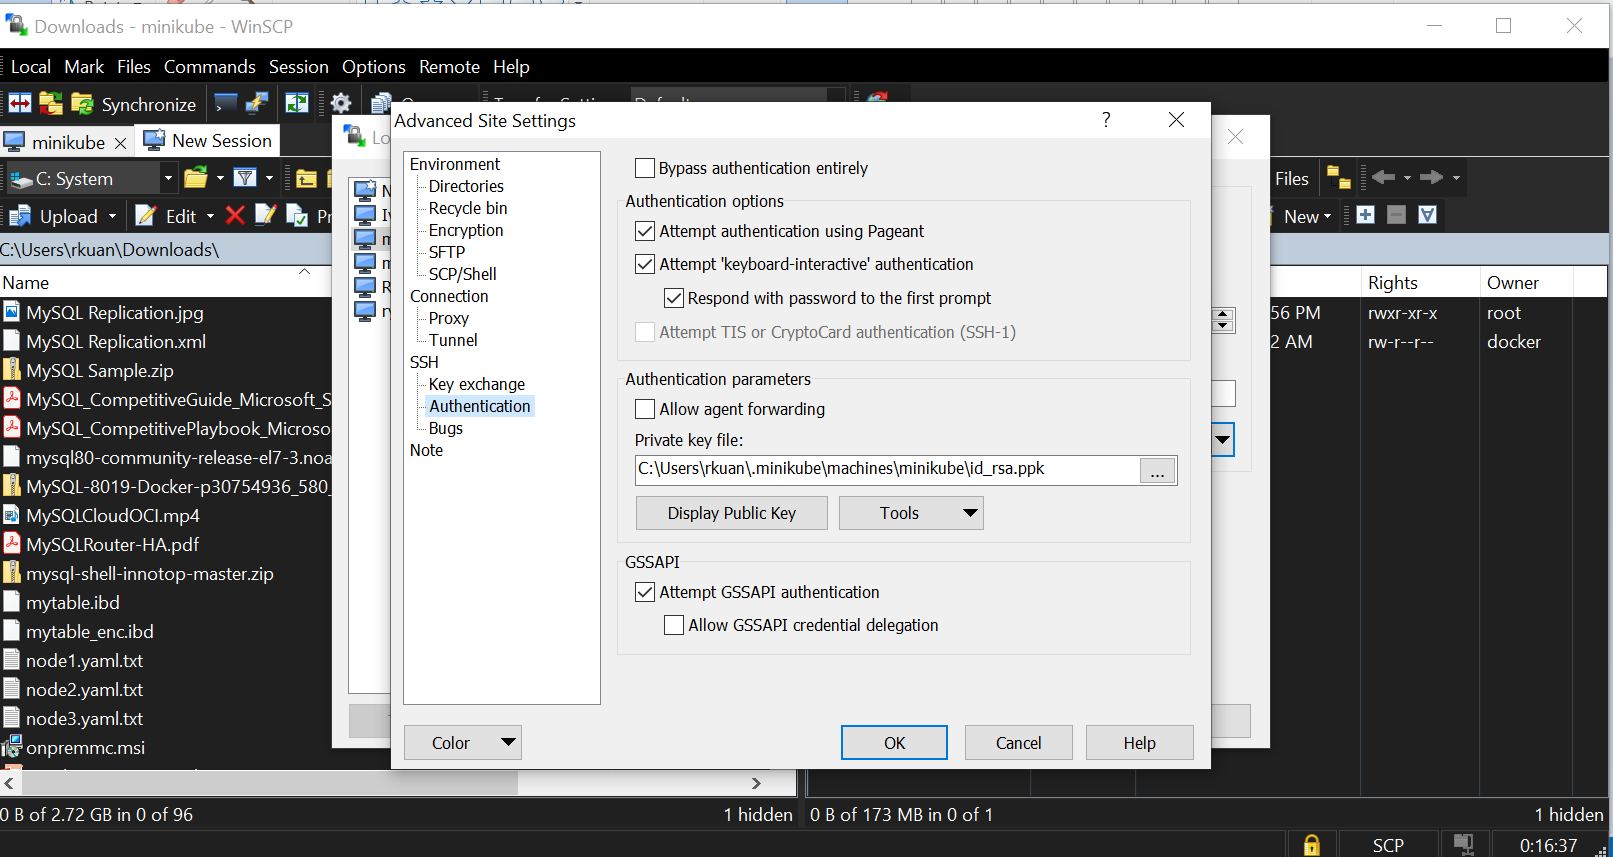 Downloads - minikube - WinSCP
Local Mark Files Commands Session Options Remote Help
Synchronize
Advanced Site Settings ?
minikube New Session
C: System
Files
Upload Edit
New
C:\Users\rkuan\Downloads\
Name
Rights Owner
MySQL Replication.jpg
56 PM rwxr-xr-x root
MySQL Replication.xml
2 AM rw-r--r-- docker
MySQL Sample.zip
MySQL_CompetitiveGuide_Microsoft_S
MySQL_CompetitivePlaybook_Microso
mysql80-community-release-el7-3.noa
MySQL-8019-Docker-p30754936_580_
MySQLCloudOCI.mp4
MySQLRouter-HA.pdf
mysql-shell-innotop-master.zip
mytable.ibd
mytable_enc.ibd
node1.yaml.txt
node2.yaml.txt
node3.yaml.txt
onpremmc.msi
Environment
Directories
Recycle bin
Encryption
SFTP
SCP/Shell
Connection
Proxy
Tunnel
SSH
Key exchange
Authentication
Bugs
Note
Bypass authentication entirely
Authentication options
Attempt authentication using Pageant
Attempt 'keyboard-interactive' authentication
Respond with password to the first prompt
Attempt TIS or CryptoCard authentication (SSH-1)
Authentication parameters
Allow agent forwarding
Private key file:
C:\Users\rkuan\.minikube\machines\minikube\id_rsa.ppk ...
Display Public Key Tools
GSSAPI
Attempt GSSAPI authentication
Allow GSSAPI credential delegation
Color OK Cancel Help
0 B of 2.72 GB in 0 of 96 1 hidden 0 B of 173 MB in 0 of 1 1 hidden
SCP 0:16:37